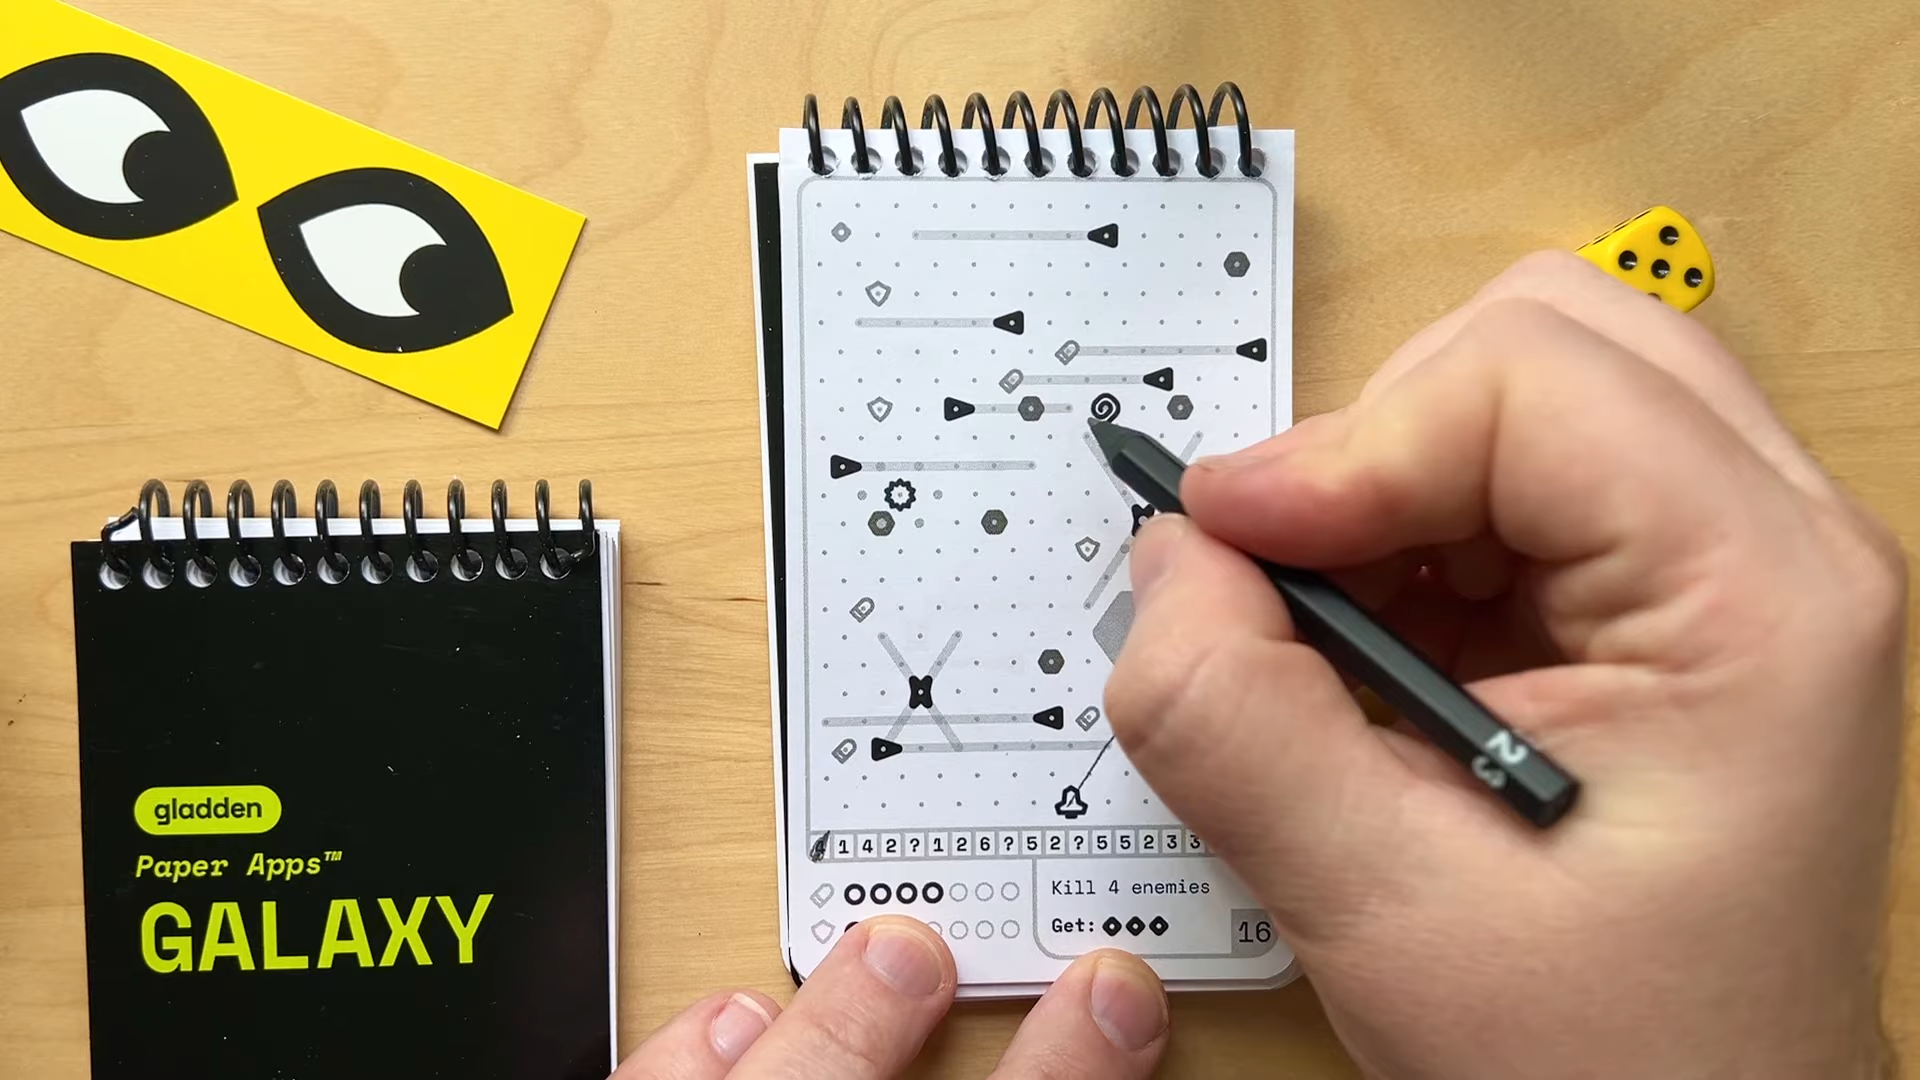 gladden
Paper Apps™
GALAXY
1 4 2 ? 1 2 6 ? 5 2 ? 5 5 2 3 3
Kill 4 enemies
Get:
16
2